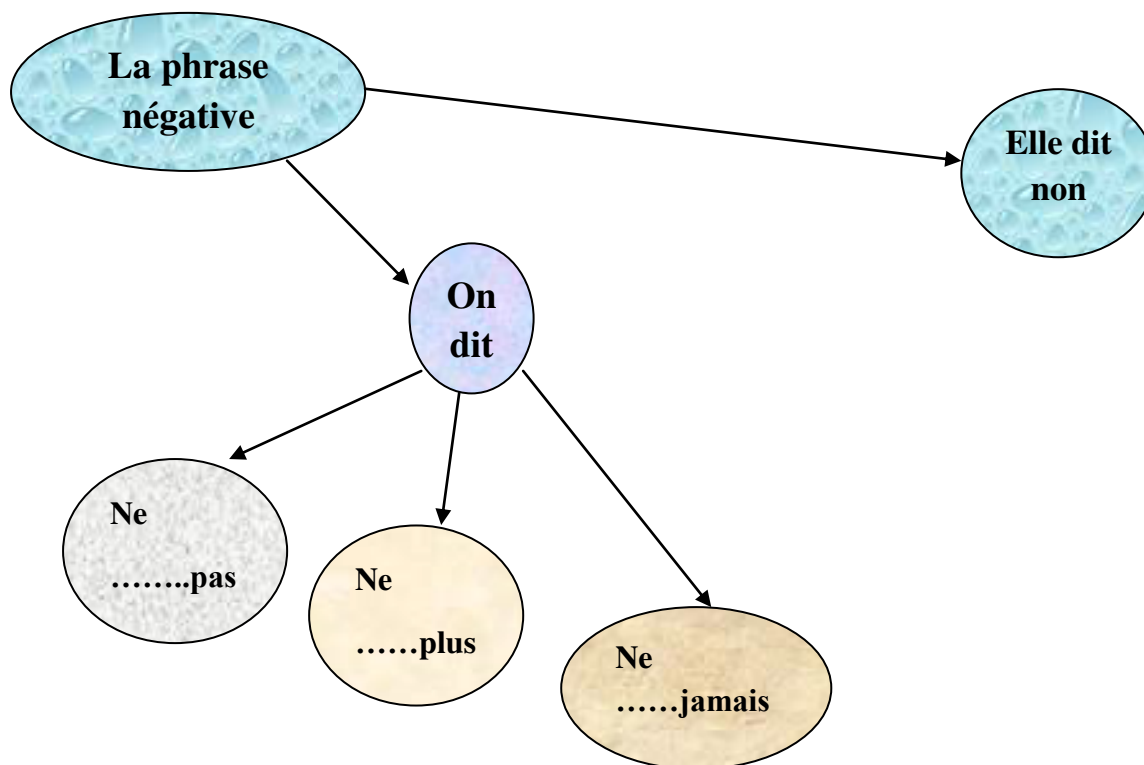 La phrase
négative
Elle dit
non
On
dit
Ne
……..pas
Ne
……plus
Ne
……jamais